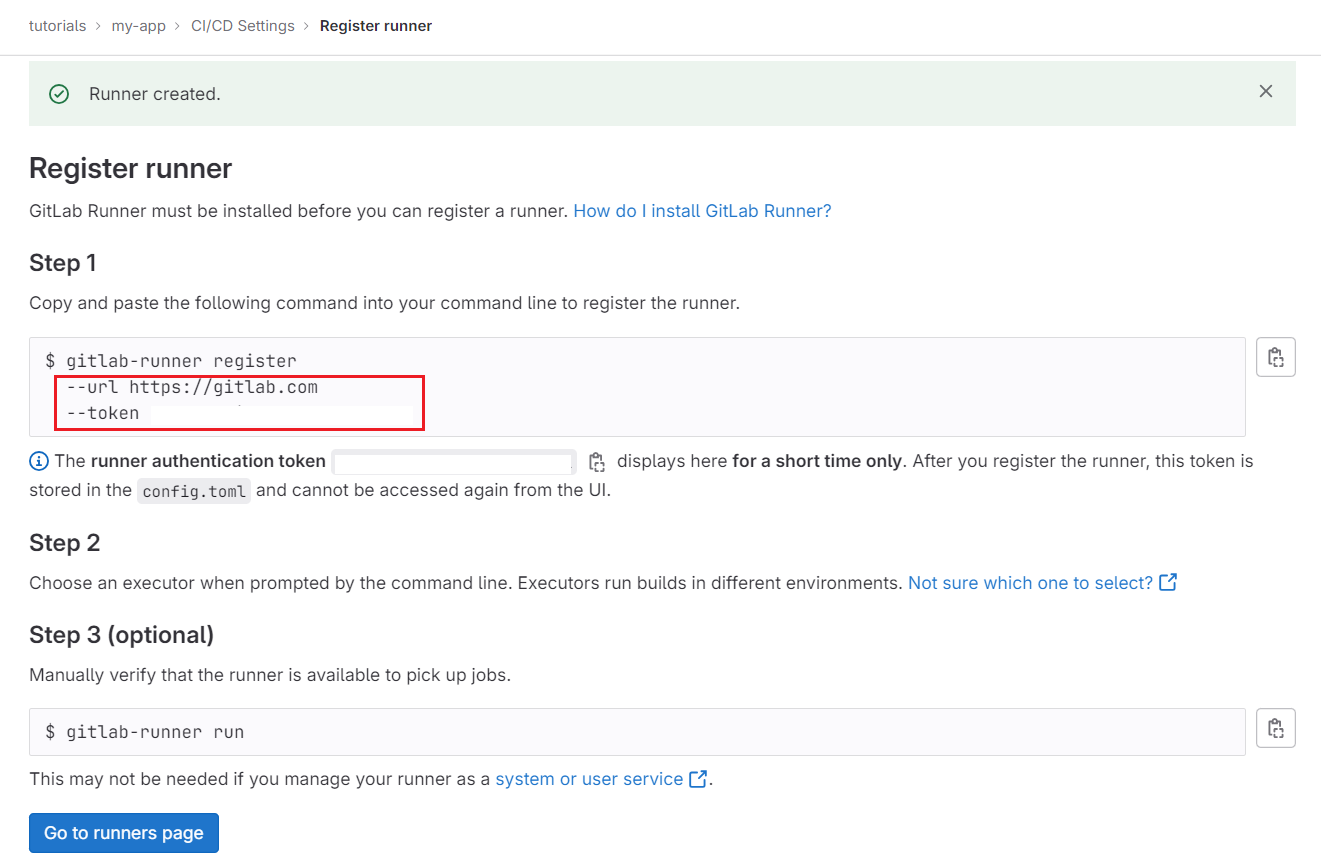 tutorials > my-app > CI/CD Settings > Register runner
Runner created.
Register runner
GitLab Runner must be installed before you can register a runner. How do I install GitLab Runner?
Step 1
Copy and paste the following command into your command line to register the runner.
$ gitlab-runner register
--url https://gitlab.com
--token
The runner authentication token displays here for a short time only. After you register the runner, this token is
stored in the config.toml and cannot be accessed again from the UI.
Step 2
Choose an executor when prompted by the command line. Executors run builds in different environments. Not sure which one to select?
Step 3 (optional)
Manually verify that the runner is available to pick up jobs.
$ gitlab-runner run
This may not be needed if you manage your runner as a system or user service.
Go to runners page